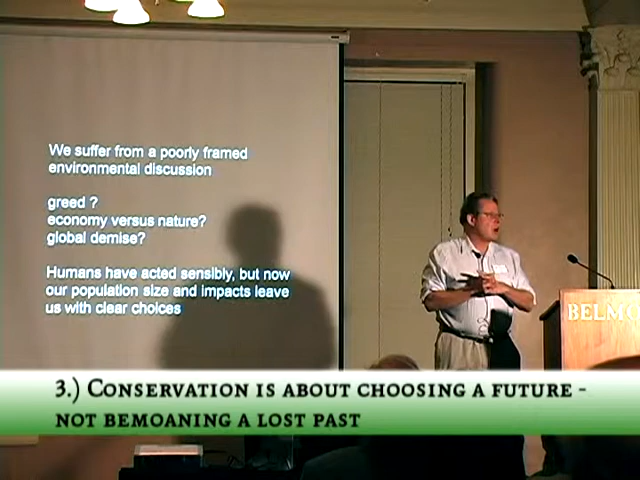 We suffer from a poorly framed
environmental discussion
greed ?
economy versus nature?
global demise?
Humans have acted sensibly, but now
our population size and impacts leave
us with clear choices
BELMO
3.) Conservation is about choosing a future -
not bemoaning a lost past